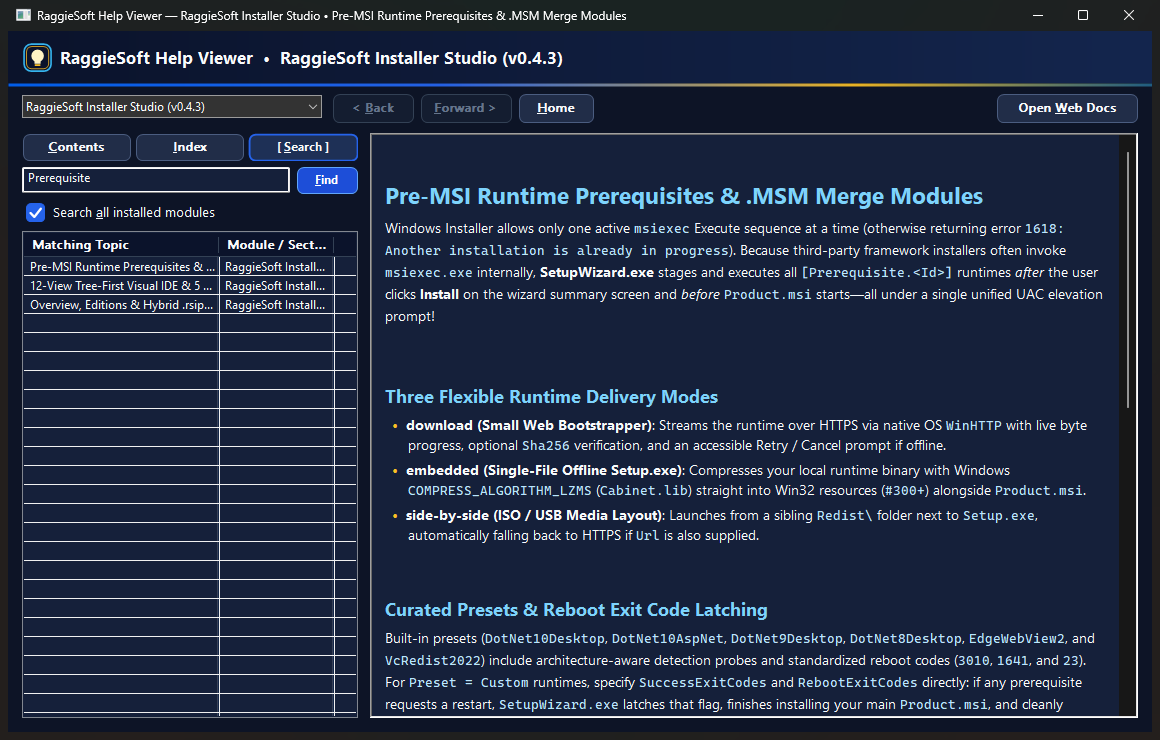 RaggieSoft Help Viewer — RaggieSoft Installer Studio • Pre-MSI Runtime Prerequisites & .MSM Merge Modules
RaggieSoft Help Viewer • RaggieSoft Installer Studio (v0.4.3)
RaggieSoft Installer Studio (v0.4.3)
< Back
Forward >
Home
Open Web Docs
Contents
Index
[ Search ]
Prerequisite
Find
Search all installed modules
Matching Topic
Module / Sect...
Pre-MSI Runtime Prerequisites & ...
RaggieSoft Install...
12-View Tree-First Visual IDE & 5 ...
RaggieSoft Install...
Overview, Editions & Hybrid .rsip...
RaggieSoft Install...
Pre-MSI Runtime Prerequisites & .MSM Merge Modules
Windows Installer allows only one active msiexec Execute sequence at a time (otherwise returning error 1618:
Another installation is already in progress). Because third-party framework installers often invoke
msiexec.exe internally, SetupWizard.exe stages and executes all [Prerequisite.<Id>] runtimes after the user
clicks Install on the wizard summary screen and before Product.msi starts—all under a single unified UAC elevation
prompt!
Three Flexible Runtime Delivery Modes
• download (Small Web Bootstrapper): Streams the runtime over HTTPS via native OS WinHTTP with live byte
progress, optional Sha256 verification, and an accessible Retry / Cancel prompt if offline.
• embedded (Single-File Offline Setup.exe): Compresses your local runtime binary with Windows
COMPRESS_ALGORITHM_LZMS (Cabinet.lib) straight into Win32 resources (#300+) alongside Product.msi.
• side-by-side (ISO / USB Media Layout): Launches from a sibling Redist\ folder next to Setup.exe,
automatically falling back to HTTPS if Url is also supplied.
Curated Presets & Reboot Exit Code Latching
Built-in presets (DotNet10Desktop, DotNet10AspNet, DotNet9Desktop, DotNet8Desktop, EdgeWebView2, and
VcRedist2022) include architecture-aware detection probes and standardized reboot codes (3010, 1641, and 23).
For Preset = Custom runtimes, specify SuccessExitCodes and RebootExitCodes directly: if any prerequisite
requests a restart, SetupWizard.exe latches that flag, finishes installing your main Product.msi, and cleanly